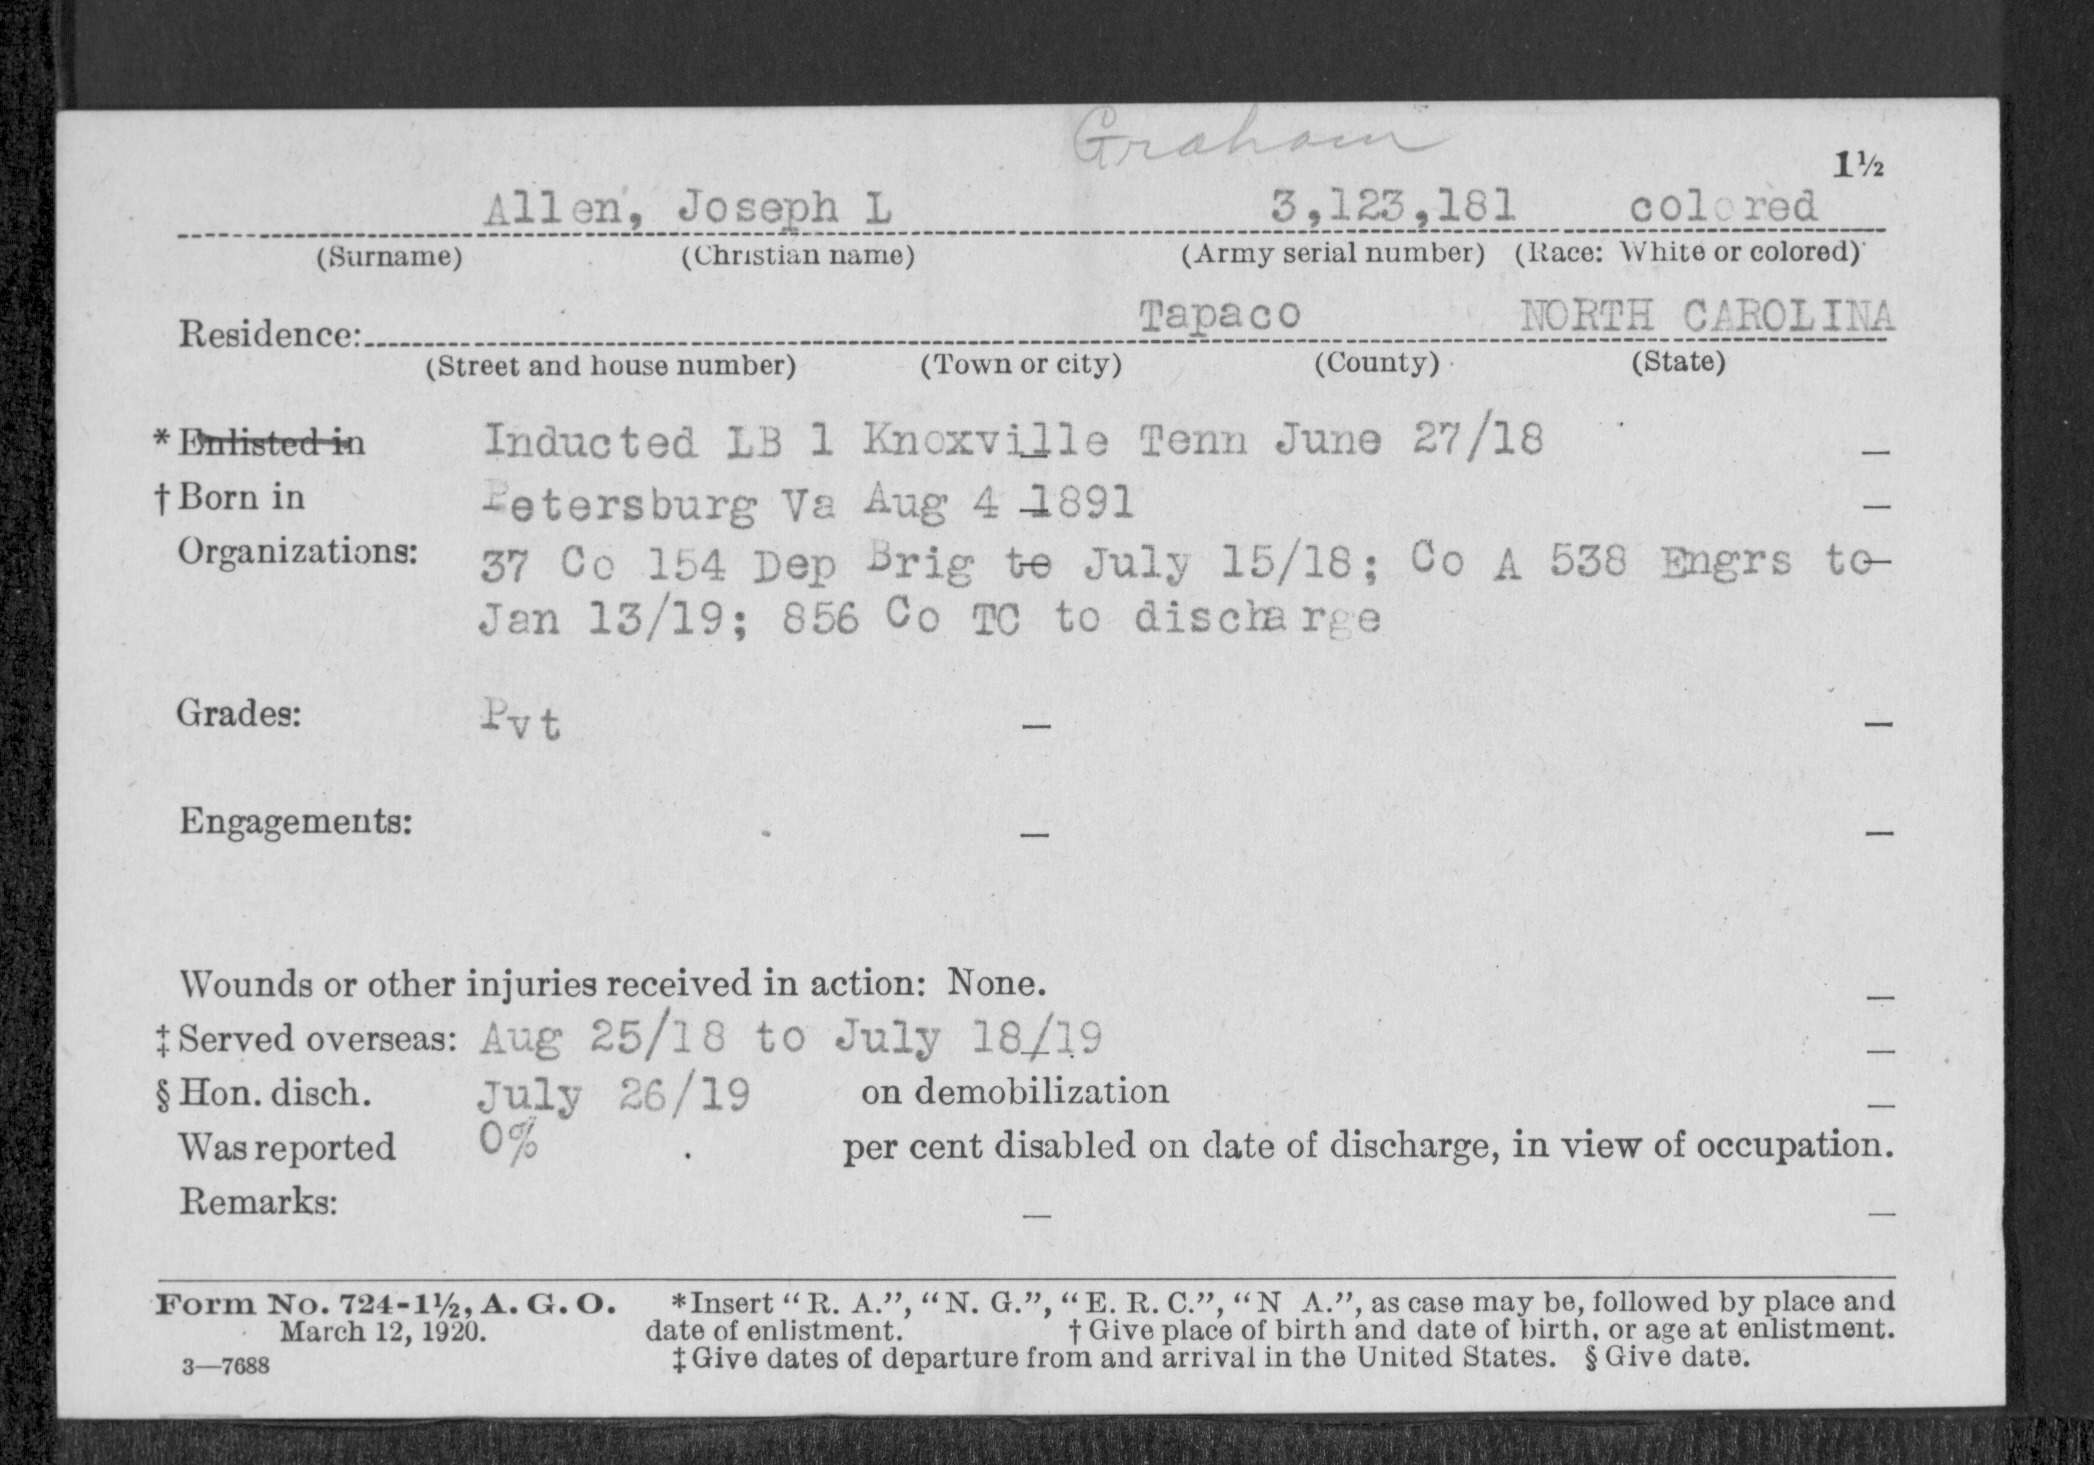 Graham
1½
Allen, Joseph L 3,123,181 colored
(Surname) (Christian name) (Army serial number) (Race: White or colored)
Tapaco NORTH CAROLINA
Residence:
(Street and house number) (Town or city) (County) (State)
* Enlisted in Inducted LB 1 Knoxville Tenn June 27/18
† Born in Petersburg Va Aug 4 1891
Organizations: 37 Co 154 Dep Brig to July 15/18; Co A 538 Engrs to
Jan 13/19; 856 Co TC to discharge
Grades: Pvt
Engagements:
Wounds or other injuries received in action: None.
‡ Served overseas: Aug 25/18 to July 18/19
§ Hon. disch. July 26/19 on demobilization
Was reported 0% per cent disabled on date of discharge, in view of occupation.
Remarks:
Form No. 724-1½, A. G. O. *Insert "R. A.", "N. G.", "E. R. C.", "N A.", as case may be, followed by place and
March 12, 1920. date of enlistment. † Give place of birth and date of birth, or age at enlistment.
3—7688 ‡ Give dates of departure from and arrival in the United States. § Give date.